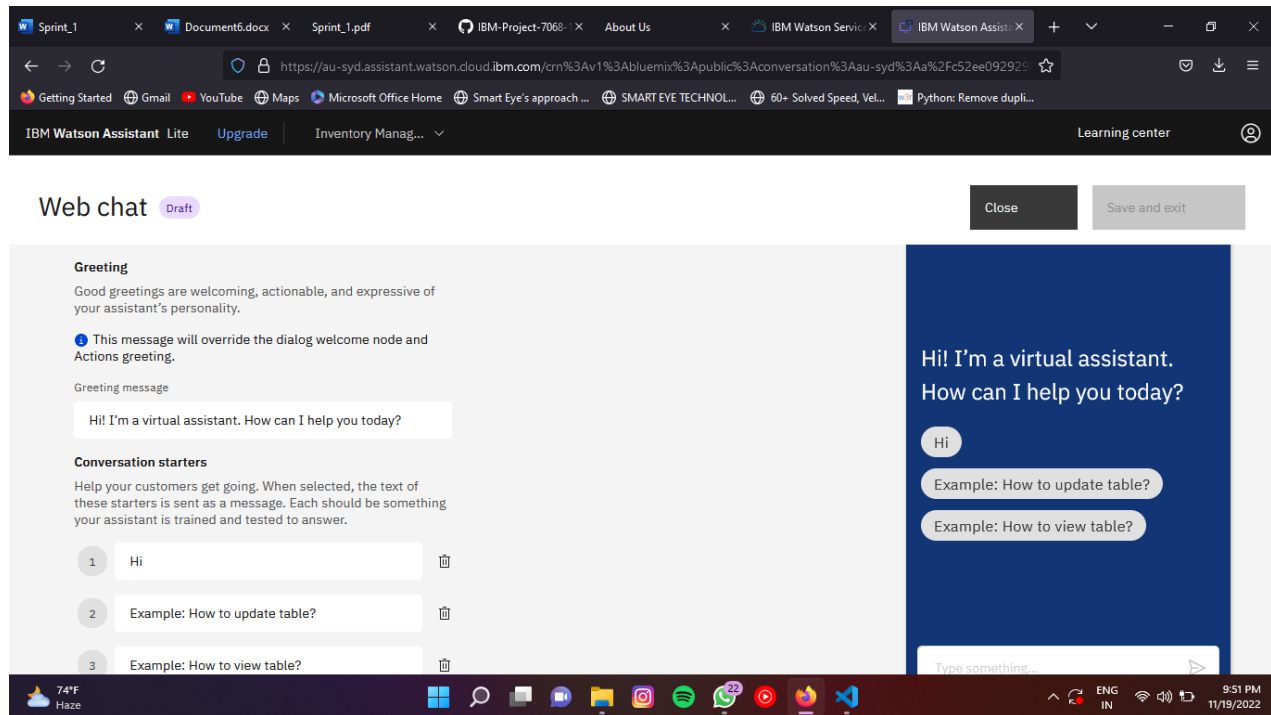 Sprint_1
Document6.docx
Sprint_1.pdf
IBM-Project-7068-1
About Us
IBM Watson Service
IBM Watson Assista
https://au-syd.assistant.watson.cloud.ibm.com/crn%3Av1%3Abluemix%3Apublic%3Aconversation%3Aau-syd%3Aa%2Fc52ee092929
Getting Started
Gmail
YouTube
Maps
Microsoft Office Home
Smart Eye's approach ...
SMART EYE TECHNOL...
60+ Solved Speed, Vel...
w3f
Python: Remove dupli...
IBM Watson Assistant Lite
Upgrade
Inventory Manag...
Learning center
Web chat
Draft
Close
Save and exit
Greeting
Good greetings are welcoming, actionable, and expressive of
your assistant's personality.
This message will override the dialog welcome node and
Actions greeting.
Greeting message
Hi! I'm a virtual assistant. How can I help you today?
Conversation starters
Help your customers get going. When selected, the text of
these starters is sent as a message. Each should be something
your assistant is trained and tested to answer.
1 Hi
2 Example: How to update table?
3 Example: How to view table?
Hi! I'm a virtual assistant.
How can I help you today?
Hi
Example: How to update table?
Example: How to view table?
Type something...
74°F
Haze
22
ENG
IN
9:51 PM
11/19/2022